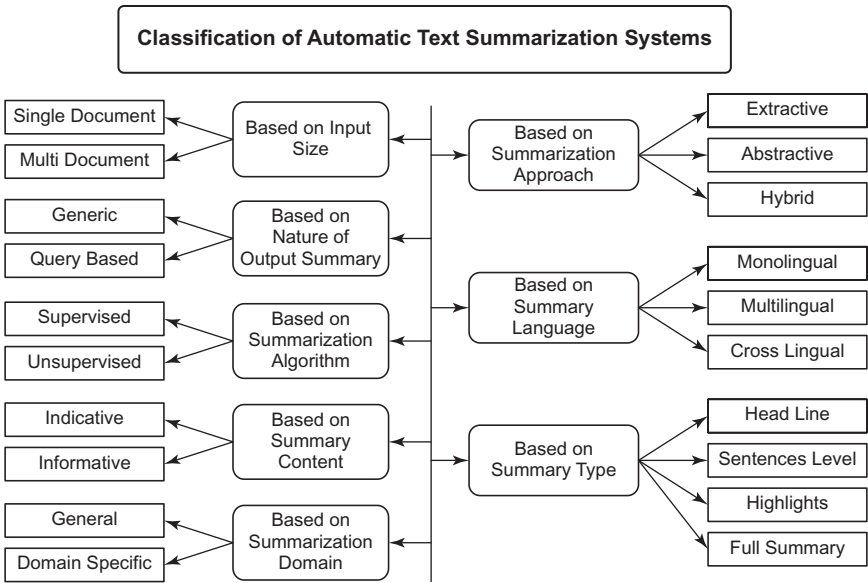 Classification of Automatic Text Summarization Systems
Single Document
Multi Document
Based on Input
Size
Generic
Query Based
Based on
Nature of
Output Summary
Supervised
Unsupervised
Based on
Summarization
Algorithm
Indicative
Informative
Based on
Summary
Content
General
Domain Specific
Based on
Summarization
Domain
Based on
Summarization
Approach
Extractive
Abstractive
Hybrid
Based on
Summary
Language
Monolingual
Multilingual
Cross Lingual
Based on
Summary Type
Head Line
Sentences Level
Highlights
Full Summary